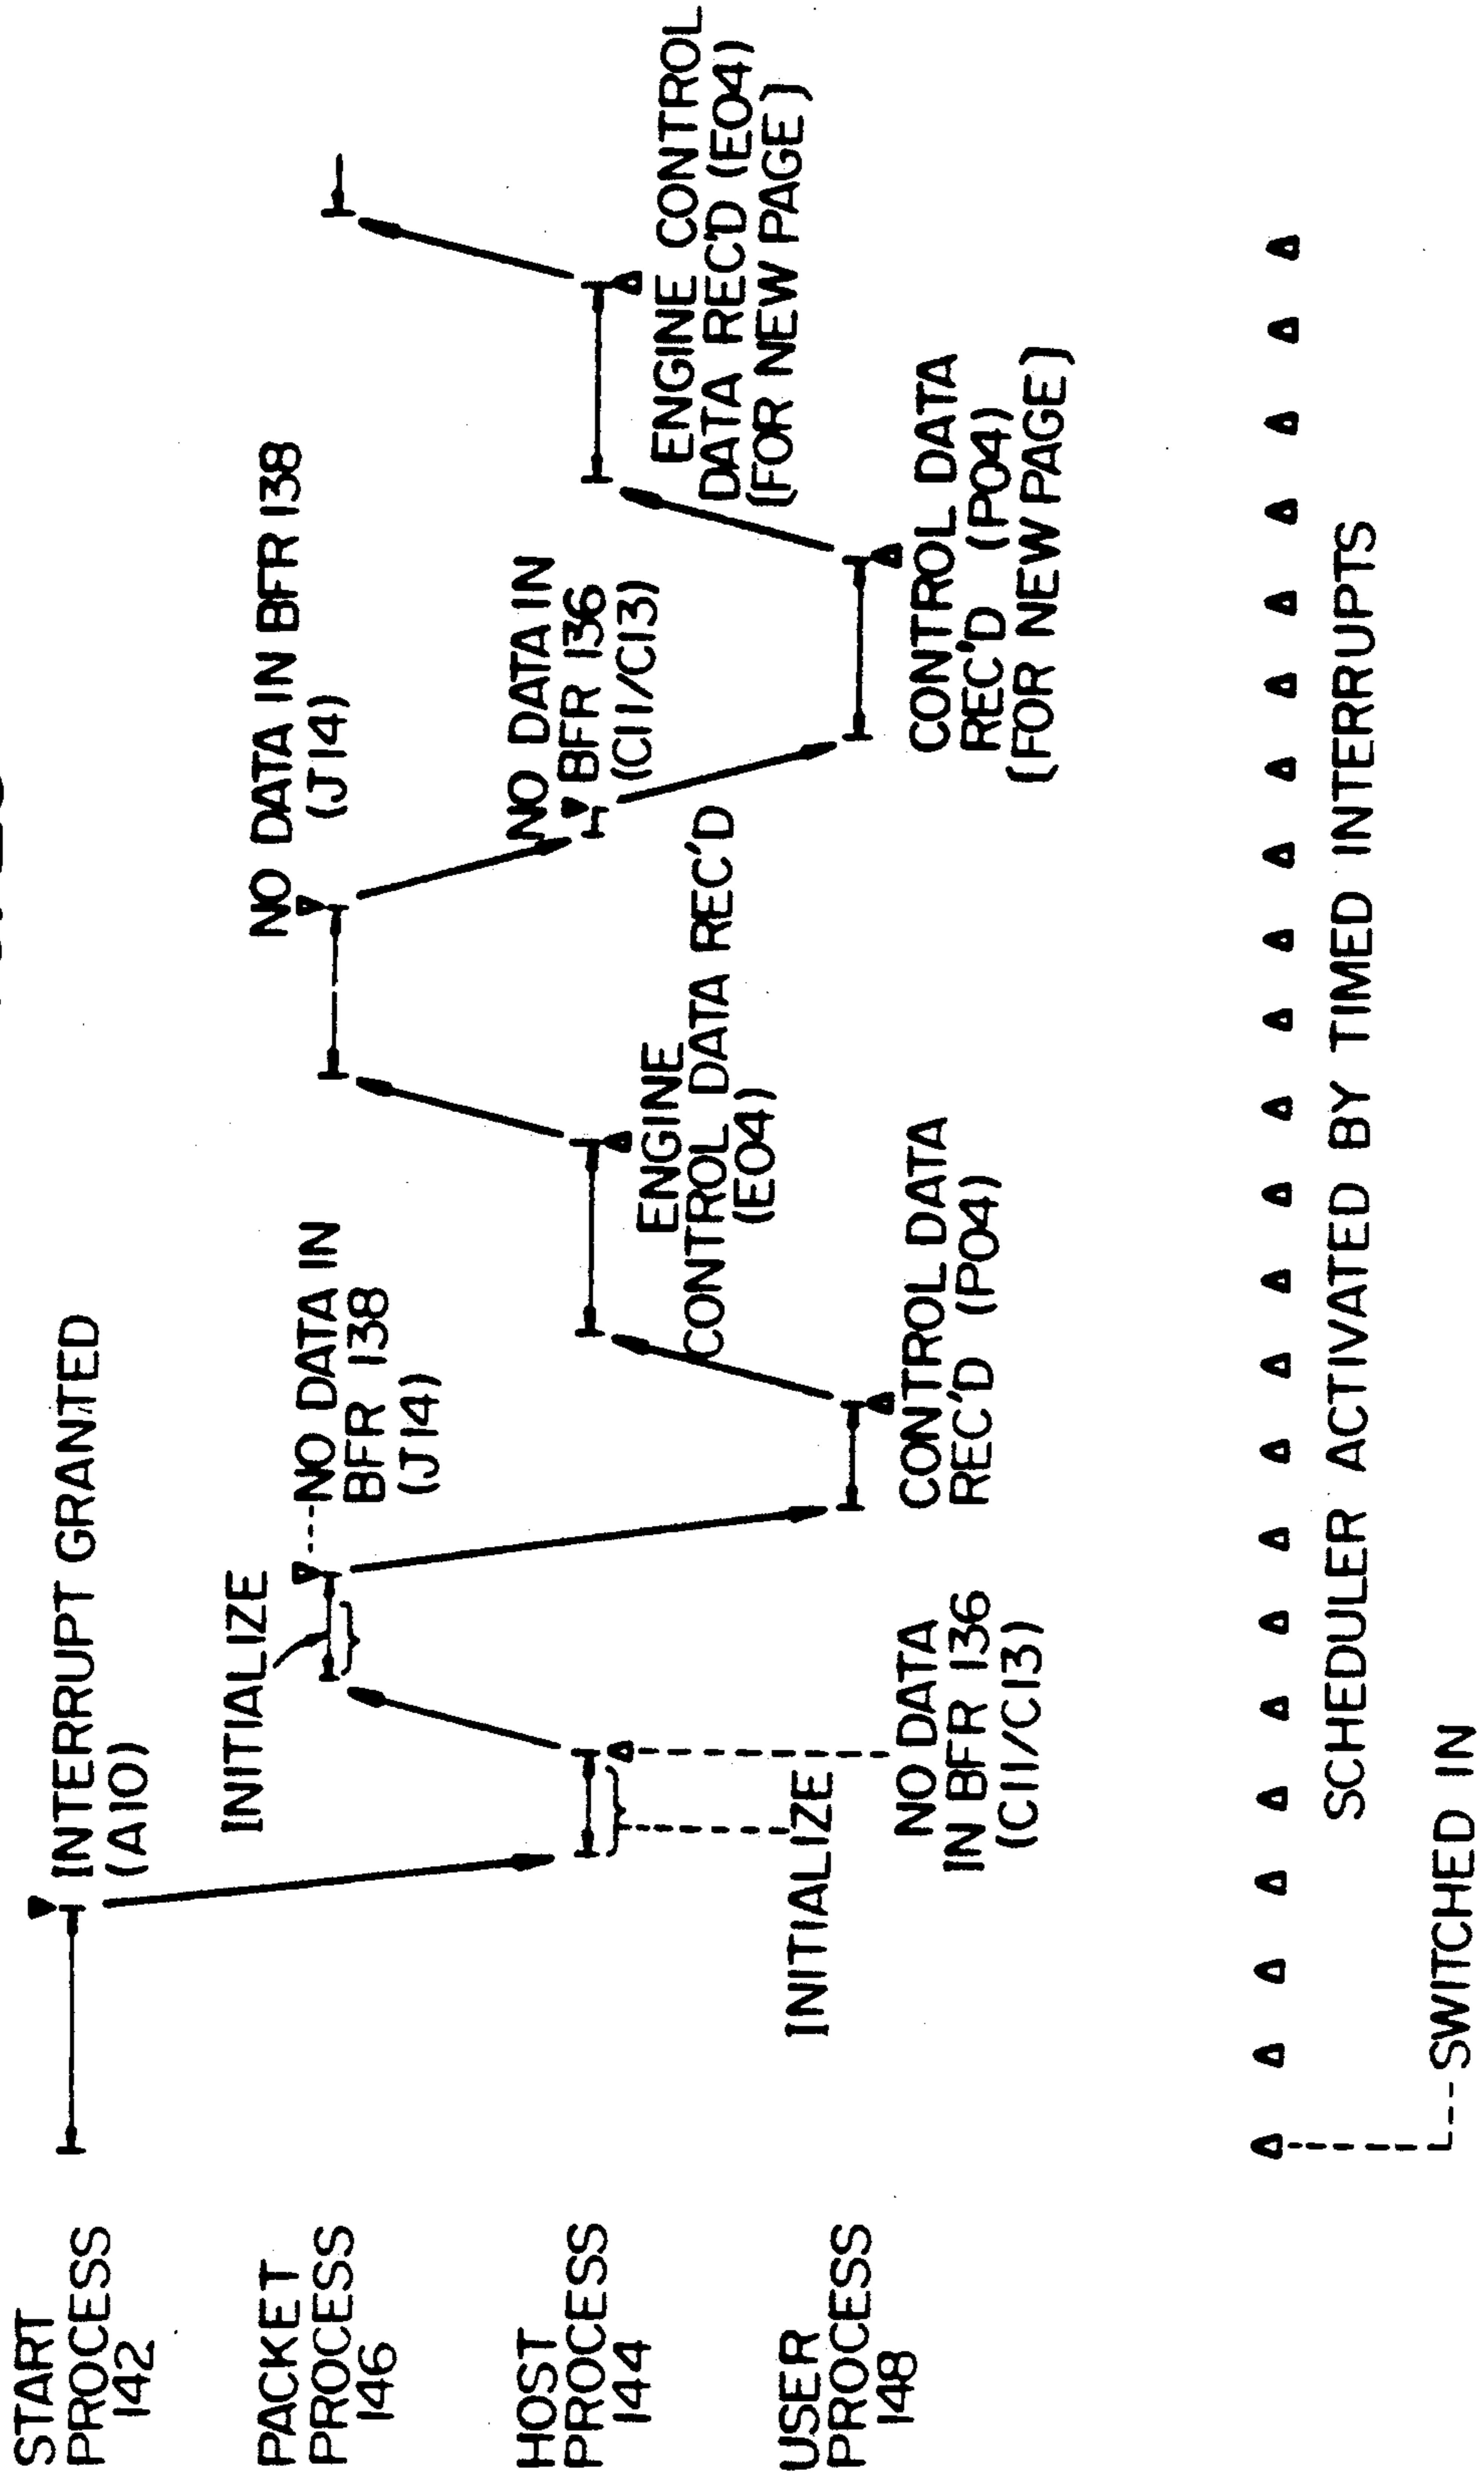 START
PROCESS
142
INTERRUPT GRANTED
(A10)
PACKET
PROCESS
146
INITIALIZE
NO DATA IN
BFR 138
(J14)
NO DATA IN BFR 138
(J14)
HOST
PROCESS
144
INITIALIZE
NO DATA
IN BFR 136
(C11/C13)
ENGINE
CONTROL DATA REC'D
(E04)
NO DATA IN
BFR 136
(C11/C13)
ENGINE CONTROL
DATA REC'D (E04)
[FOR NEW PAGE]
USER
PROCESS
148
CONTROL DATA
REC'D (P04)
CONTROL DATA
REC'D (P04)
[FOR NEW PAGE]
SCHEDULER ACTIVATED BY TIMED INTERRUPTS
SWITCHED IN